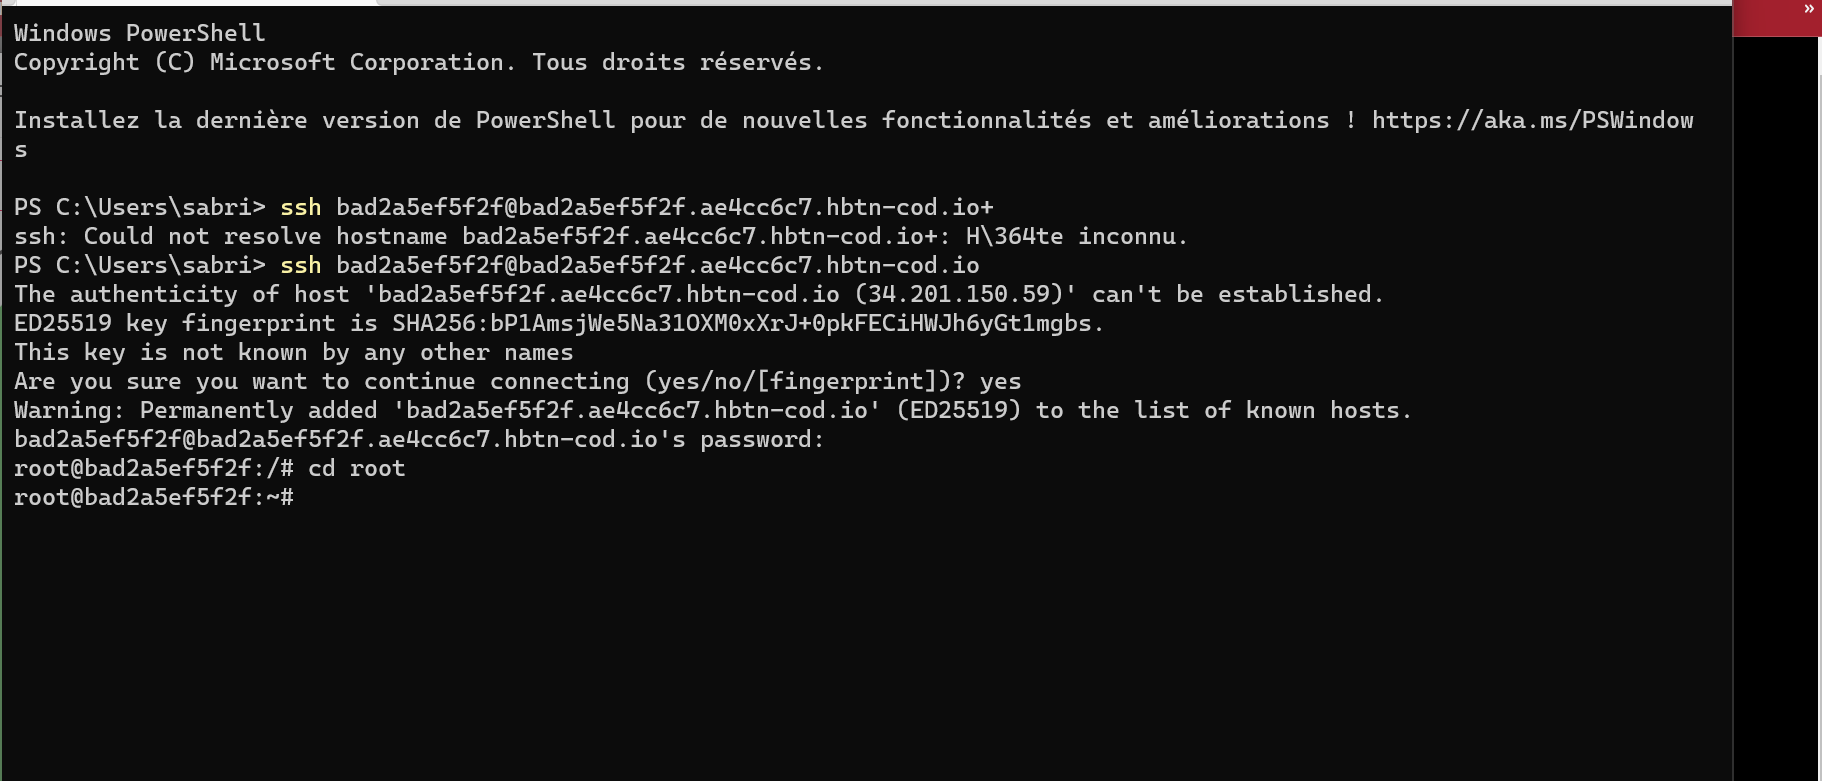 »
Windows PowerShell
Copyright (C) Microsoft Corporation. Tous droits réservés.
Installez la dernière version de PowerShell pour de nouvelles fonctionnalités et améliorations ! https://aka.ms/PSWindow
s
PS C:\Users\sabri> ssh bad2a5ef5f2f@bad2a5ef5f2f.ae4cc6c7.hbtn-cod.io+
ssh: Could not resolve hostname bad2a5ef5f2f.ae4cc6c7.hbtn-cod.io+: H\364te inconnu.
PS C:\Users\sabri> ssh bad2a5ef5f2f@bad2a5ef5f2f.ae4cc6c7.hbtn-cod.io
The authenticity of host 'bad2a5ef5f2f.ae4cc6c7.hbtn-cod.io (34.201.150.59)' can't be established.
ED25519 key fingerprint is SHA256:bP1AmsjWe5Na31OXM0xXrJ+0pkFECiHWJh6yGt1mgbs.
This key is not known by any other names
Are you sure you want to continue connecting (yes/no/[fingerprint])? yes
Warning: Permanently added 'bad2a5ef5f2f.ae4cc6c7.hbtn-cod.io' (ED25519) to the list of known hosts.
bad2a5ef5f2f@bad2a5ef5f2f.ae4cc6c7.hbtn-cod.io's password:
root@bad2a5ef5f2f:/# cd root
root@bad2a5ef5f2f:~#